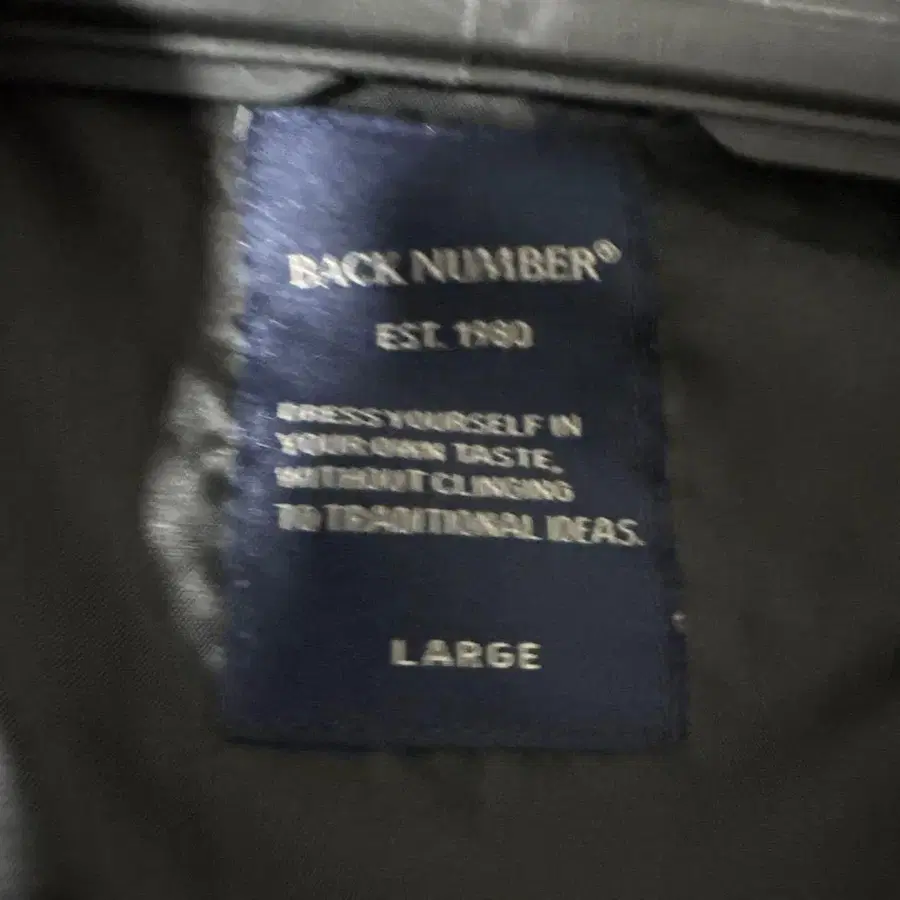 BACK NUMBER®
EST. 1980
DRESS YOURSELF IN
YOUR OWN TASTE,
WITHOUT CLINGING
TO TRADITIONAL IDEAS.
LARGE